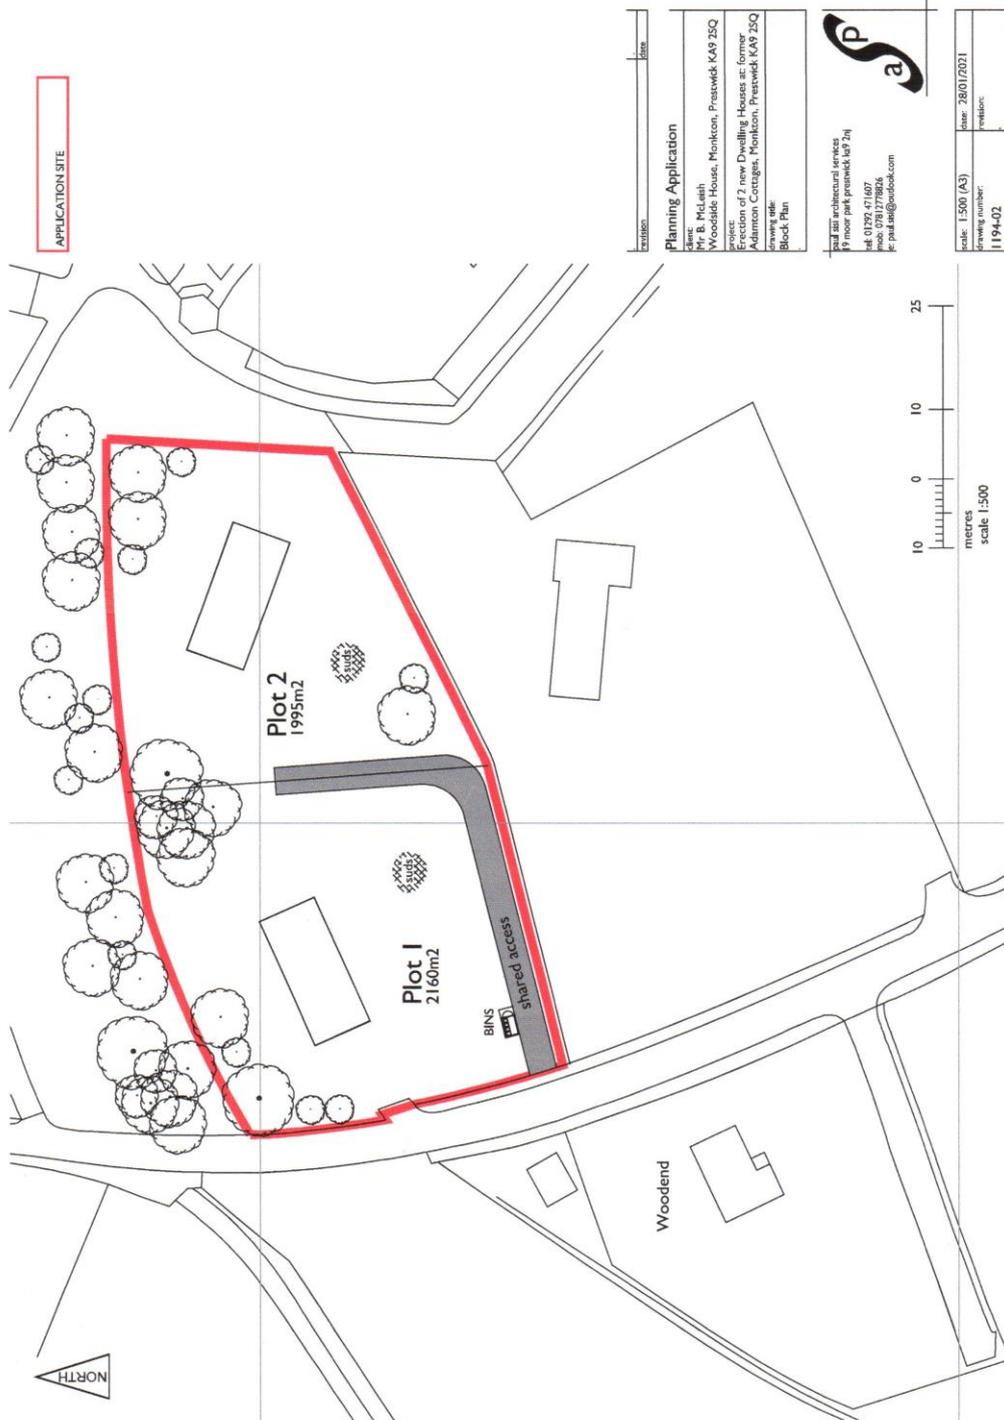 APPLICATION SITE
NORTH
Plot 1
2160m2
Plot 2
1995m2
suds
suds
BINS
shared access
Woodend
10 0 10 25
metres
scale 1:500
revision date
Planning Application
client:
Mr B. McLeish
Woodside House, Monkton, Prestwick KA9 2SQ
project:
Erection of 2 new Dwelling Houses at: former
Adamton Cottages, Monkton, Prestwick KA9 2SQ
drawing title:
Block Plan
paul sisi architectural services
19 moor park prestwick ka9 2nj
tel: 01292 471607
mob: 07812778826
e: paul.sisi@outlook.com
aSp
scale: 1:500 (A3) date: 28/01/2021
drawing number: revision:
1194-02